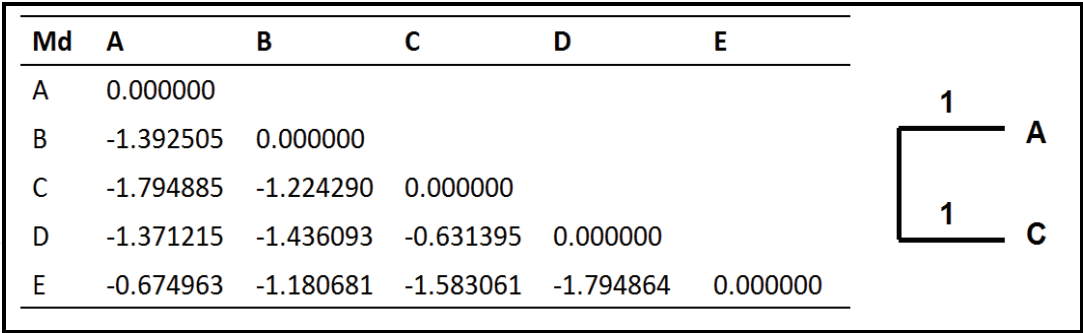 Md A B C D E
A 0.000000
B -1.392505 0.000000
C -1.794885 -1.224290 0.000000
D -1.371215 -1.436093 -0.631395 0.000000
E -0.674963 -1.180681 -1.583061 -1.794864 0.000000
1
A
1
C